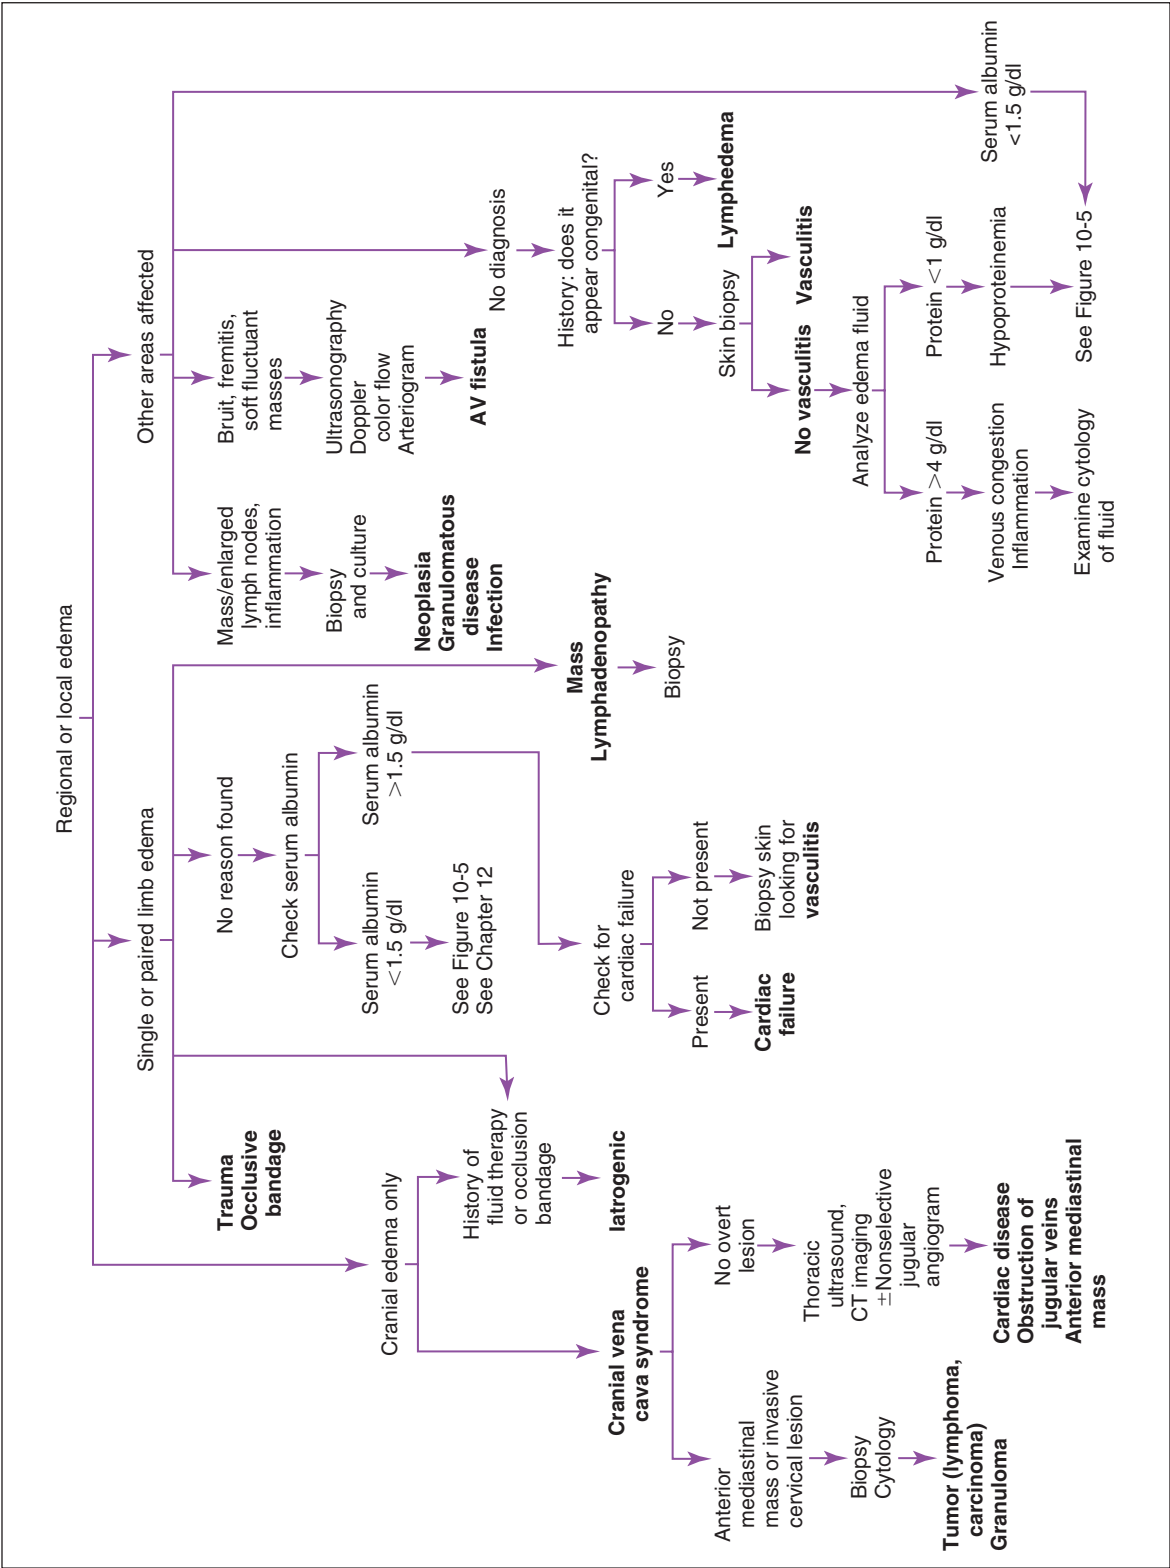 Regional or local edema
Cranial edema only
Single or paired limb edema
Other areas affected
Cranial vena
cava syndrome
History of
fluid therapy
or occlusion
bandage
Iatrogenic
Anterior
mediastinal
mass or invasive
cervical lesion
Biopsy
Cytology
Tumor (lymphoma,
carcinoma)
Granuloma
No overt
lesion
Thoracic
ultrasound,
CT imaging
±Nonselective
jugular
angiogram
Cardiac disease
Obstruction of
jugular veins
Anterior mediastinal
mass
Trauma
Occlusive
bandage
No reason found
Check serum albumin
Serum albumin
<1.5 g/dl
See Figure 10-5
See Chapter 12
Serum albumin
>1.5 g/dl
Check for
cardiac failure
Present
Cardiac
failure
Not present
Biopsy skin
looking for
vasculitis
Mass
Lymphadenopathy
Biopsy
Mass/enlarged
lymph nodes,
inflammation
Biopsy
and culture
Neoplasia
Granulomatous
disease
Infection
Bruit, fremitis,
soft fluctuant
masses
Ultrasonography
Doppler
color flow
Arteriogram
AV fistula
No diagnosis
History: does it
appear congenital?
No
Yes
Lymphedema
Skin biopsy
No vasculitis
Vasculitis
Analyze edema fluid
Protein >4 g/dl
Venous congestion
Inflammation
Examine cytology
of fluid
Protein <1 g/dl
Hypoproteinemia
See Figure 10-5
Serum albumin
<1.5 g/dl